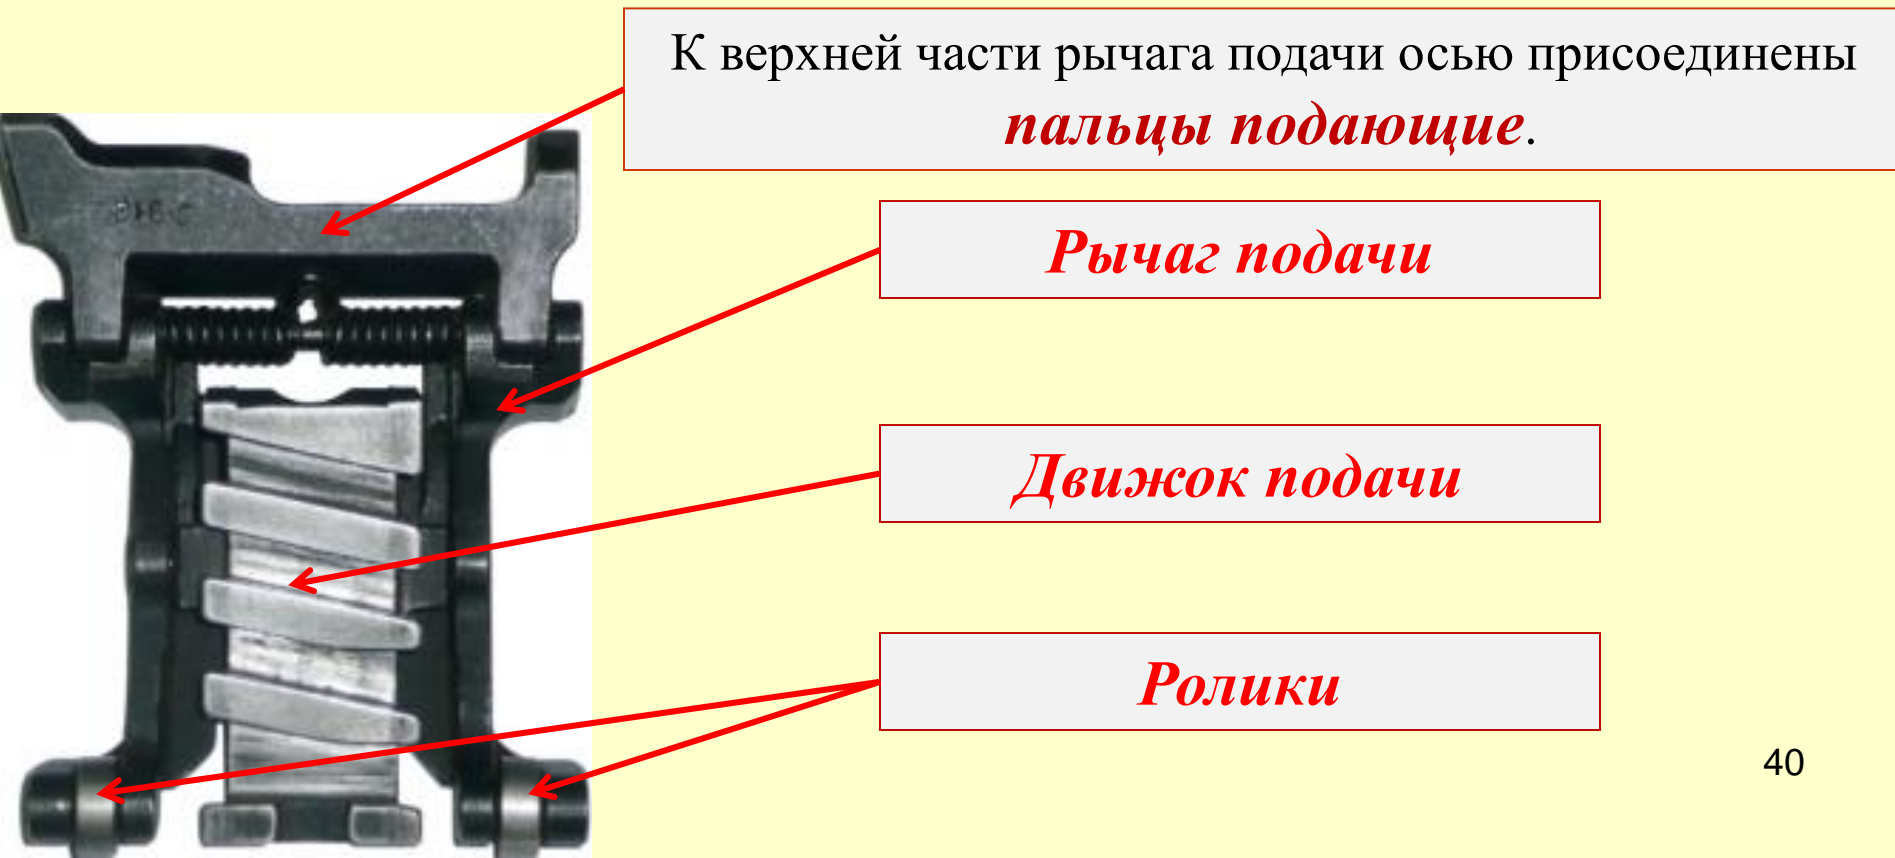 К верхней части рычага подачи осью присоединены
пальцы подающие.
Рычаг подачи
Движок подачи
Ролики
40